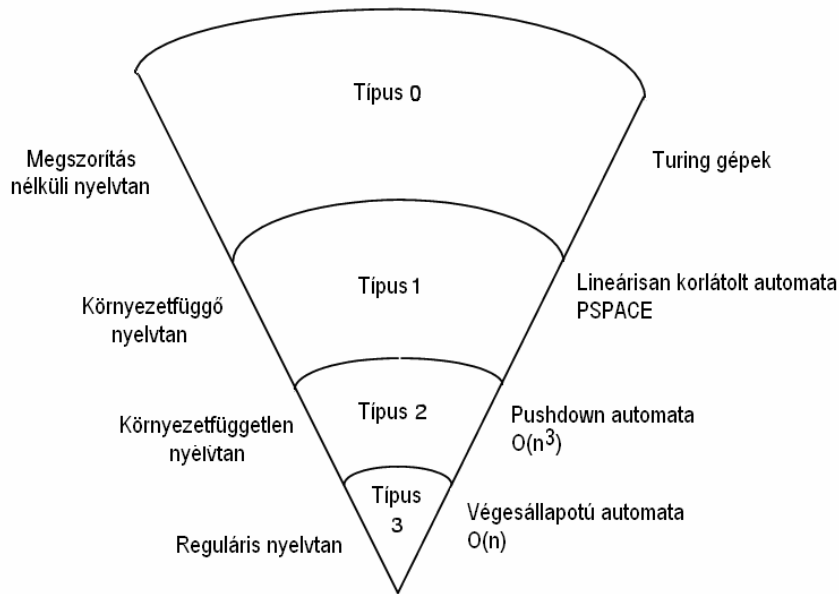 Típus 0
Megszorítás
nélküli nyelvtan
Turing gépek
Típus 1
Környezetfüggő
nyelvtan
Lineárisan korlátolt automata
PSPACE
Típus 2
Környezetfüggetlen
nyelvtan
Pushdown automata
O(n³)
Típus
3
Reguláris nyelvtan
Végesállapotú automata
O(n)